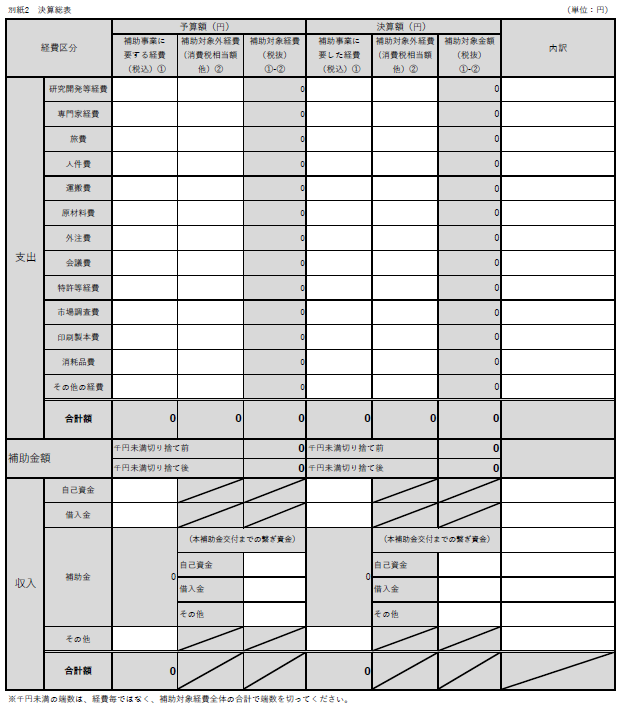 別紙2 決算総表
（単位：円）
経費区分
予算額（円）
決算額（円）
内訳
補助事業に
要する経費
（税込）①
補助対象外経費
（消費税相当額
他）②
補助対象経費
（税抜）
①-②
補助事業に
要した経費
（税込）①
補助対象外経費
（消費税相当額
他）②
補助対象金額
（税抜）
①-②
支出
研究開発等経費 0 0
専門家経費 0 0
旅費 0 0
人件費 0 0
運搬費 0 0
原材料費 0 0
外注費 0 0
会議費 0 0
特許等経費 0 0
市場調査費 0 0
印刷製本費 0 0
消耗品費 0 0
その他の経費 0 0
合計額 0 0 0 0 0 0
補助金額
千円未満切り捨て前 0 千円未満切り捨て前 0
千円未満切り捨て後 0 千円未満切り捨て後 0
収入
自己資金
借入金
補助金 0 0
（本補助金交付までの繋ぎ資金） （本補助金交付までの繋ぎ資金）
自己資金 自己資金
借入金 借入金
その他 その他
その他
合計額 0 0
※千円未満の端数は、経費毎ではなく、補助対象経費全体の合計で端数を切ってください。